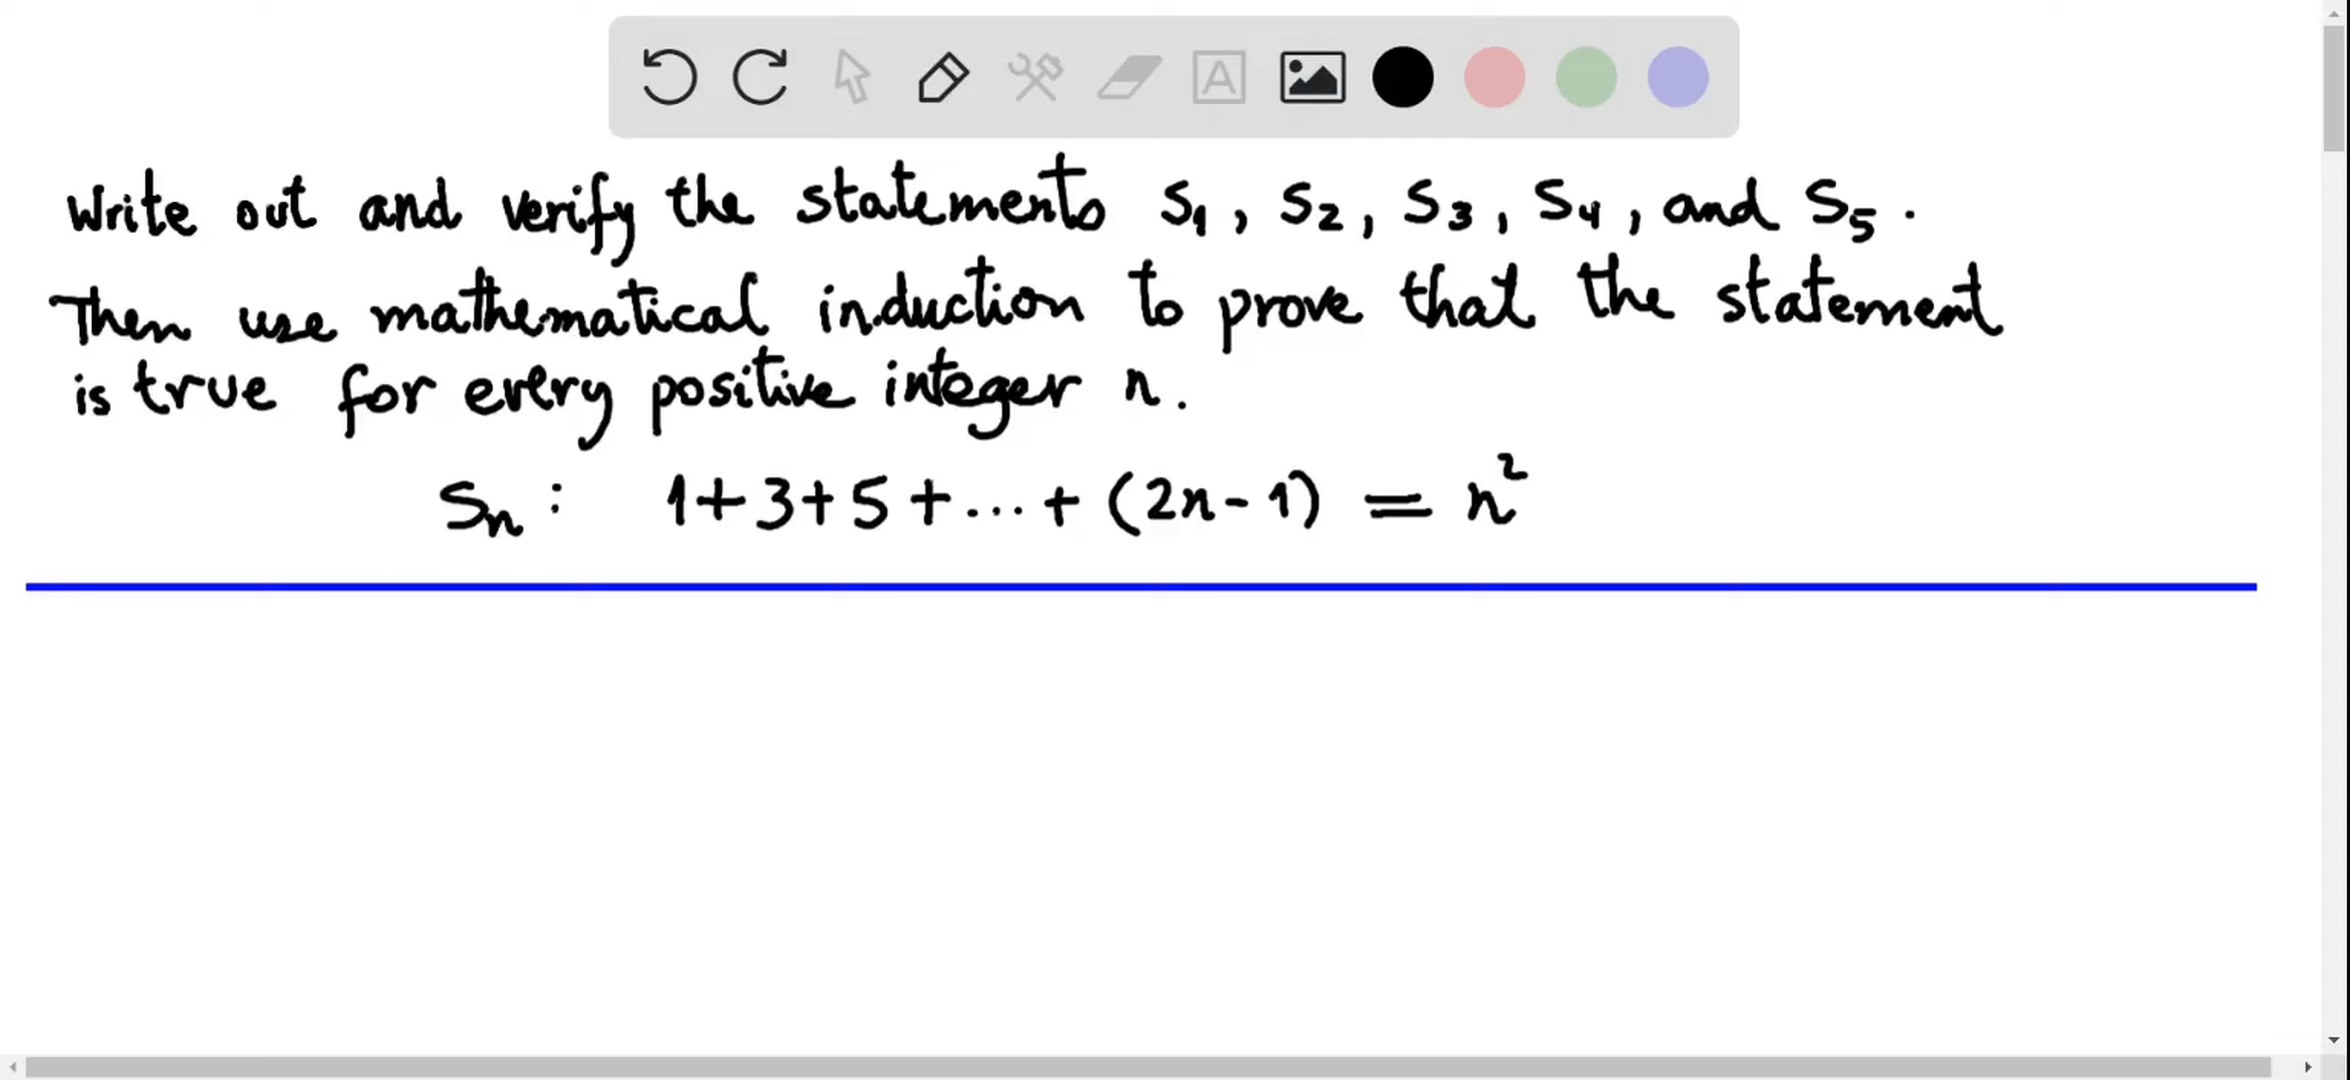 Write out and verify the statements S₁, S₂, S₃, S₄, and S₅.
Then use mathematical induction to prove that the statement
is true for every positive integer n.
Sₙ: 1+3+5+...+(2n-1) = n²